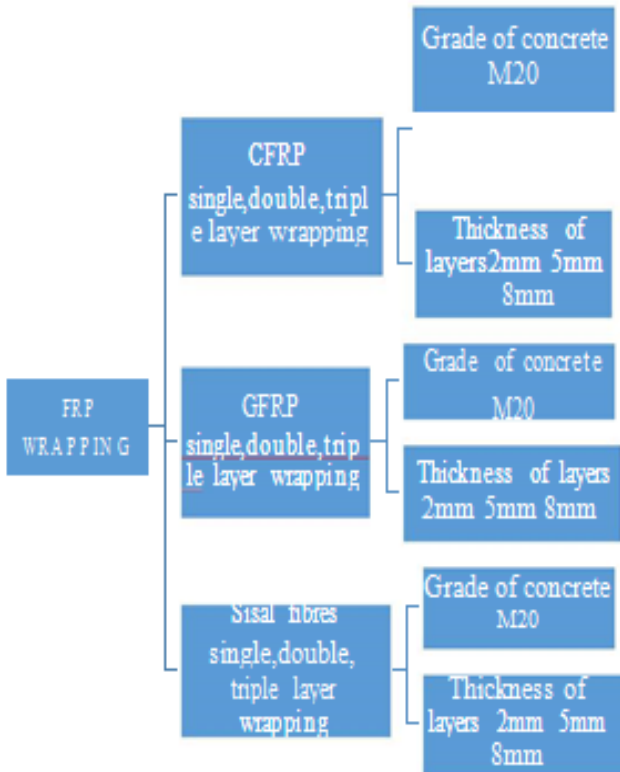 Grade of concrete
M20
CFRP
single,double,tripl
e layer wrapping
Thickness of
layers2mm 5mm
8mm
FRP
WRAPPING
GFRP
single,double,trip
le layer wrapping
Grade of concrete
M20
Thickness of layers
2mm 5mm 8mm
Sisal fibres
single,double,
triple layer
wrapping
Grade of concrete
M20
Thickness of
layers 2mm 5mm
8mm